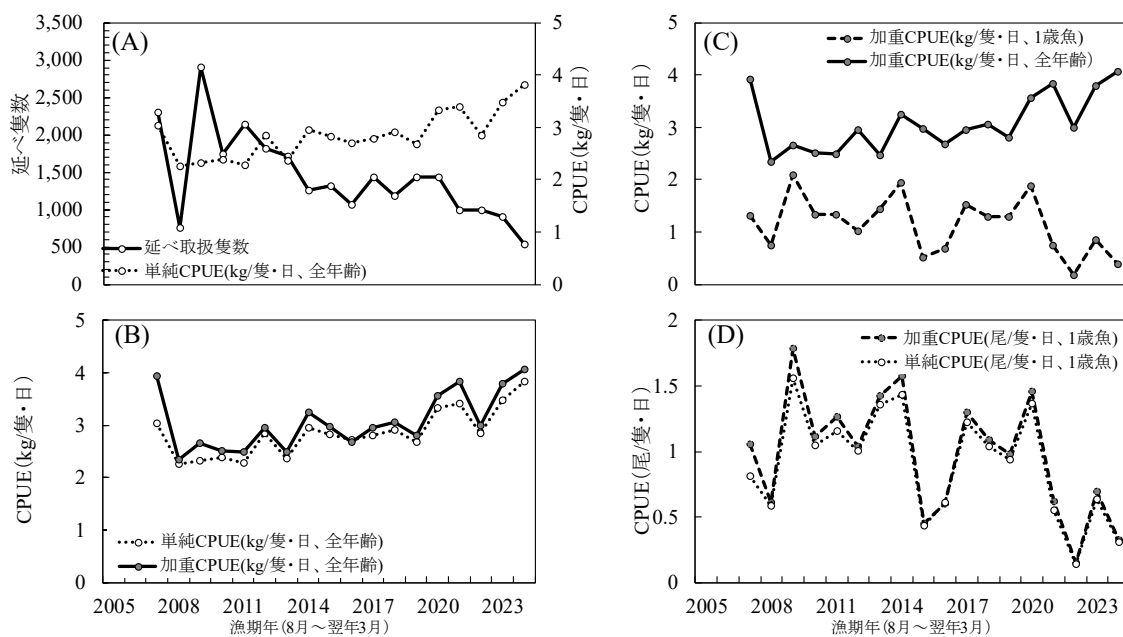 (A)
3,500
3,000
2,500
2,000
1,500
1,000
500
0
延べ隻数
5
4
3
2
1
0
CPUE(kg/隻・日)
延べ取扱隻数
単純CPUE(kg/隻・日、全年齢)
(B)
5
4
3
2
1
0
CPUE(kg/隻・日)
単純CPUE(kg/隻・日、全年齢)
加重CPUE(kg/隻・日、全年齢)
2005 2008 2011 2014 2017 2020 2023
漁期年(8月～翌年3月)
(C)
5
4
3
2
1
0
CPUE(kg/隻・日)
加重CPUE(kg/隻・日、1歳魚)
加重CPUE(kg/隻・日、全年齢)
(D)
2
1.5
1
0.5
0
CPUE(尾/隻・日)
加重CPUE(尾/隻・日、1歳魚)
単純CPUE(尾/隻・日、1歳魚)
2005 2008 2011 2014 2017 2020 2023
漁期年(8月～翌年3月)